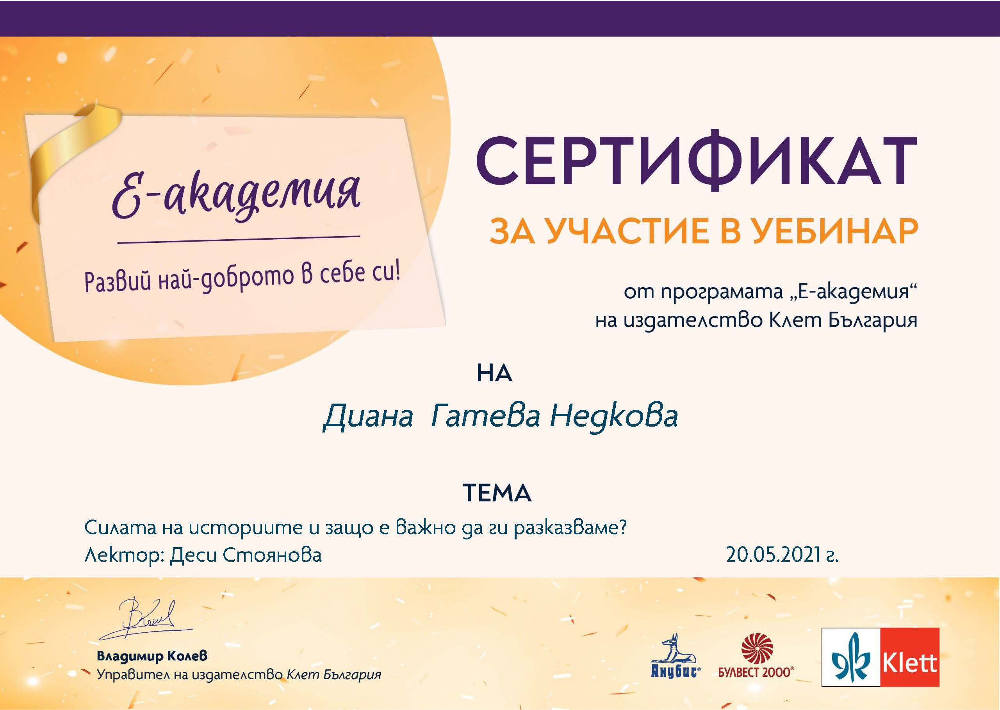 Е-академия
Развий най-доброто в себе си!
СЕРТИФИКАТ
ЗА УЧАСТИЕ В УЕБИНАР
от програмата „Е-академия“
на издателство Клет България
НА
Диана Гатева Недкова
ТЕМА
Силата на историите и защо е важно да ги разказваме?
Лектор: Деси Стоянова
20.05.2021 г.
ВКолев
Владимир Колев
Управител на издателство Клет България
Анубис®
БУЛВЕСТ 2000®
Klett